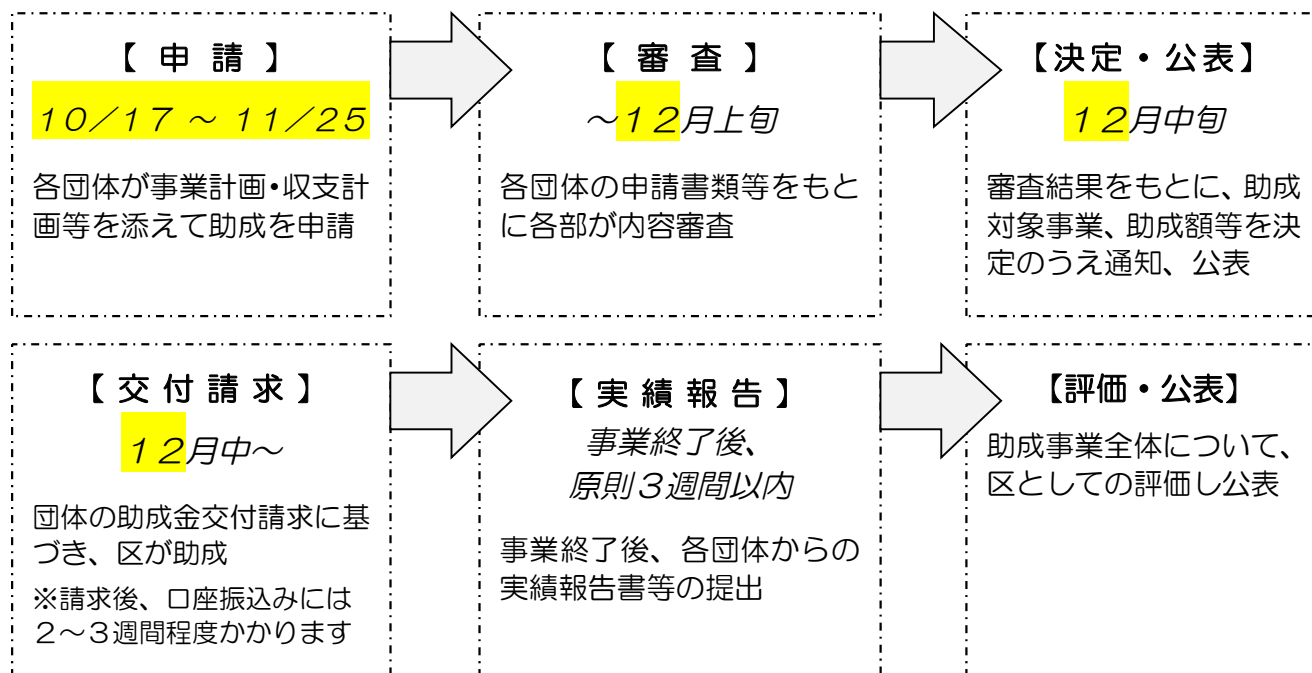 【 申 請 】
１０／１７ ～ １１／２５
各団体が事業計画・収支計
画等を添えて助成を申請
【 審 査 】
～１２月上旬
各団体の申請書類等をもと
に各部が内容審査
【決定・公表】
１２月中旬
審査結果をもとに、助成
対象事業、助成額等を決
定のうえ通知、公表
【 交 付 請 求 】
１２月中～
団体の助成金交付請求に基
づき、区が助成
※請求後、口座振込みには
２～３週間程度かかります
【 実 績 報 告 】
事業終了後、
原則３週間以内
事業終了後、各団体からの
実績報告書等の提出
【評価・公表】
助成事業全体について、
区としての評価し公表